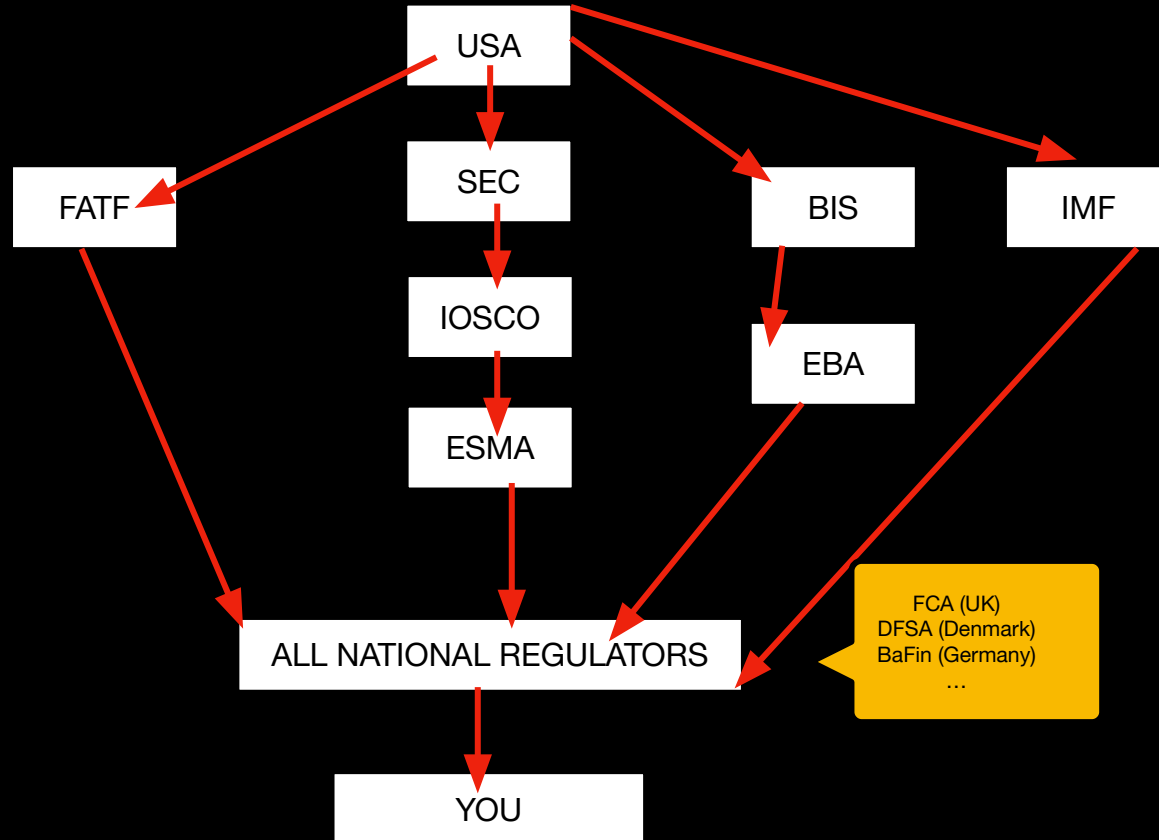 USA
FATF
SEC
BIS
IMF
IOSCO
EBA
ESMA
ALL NATIONAL REGULATORS
FCA (UK)
DFSA (Denmark)
BaFin (Germany)
...
YOU